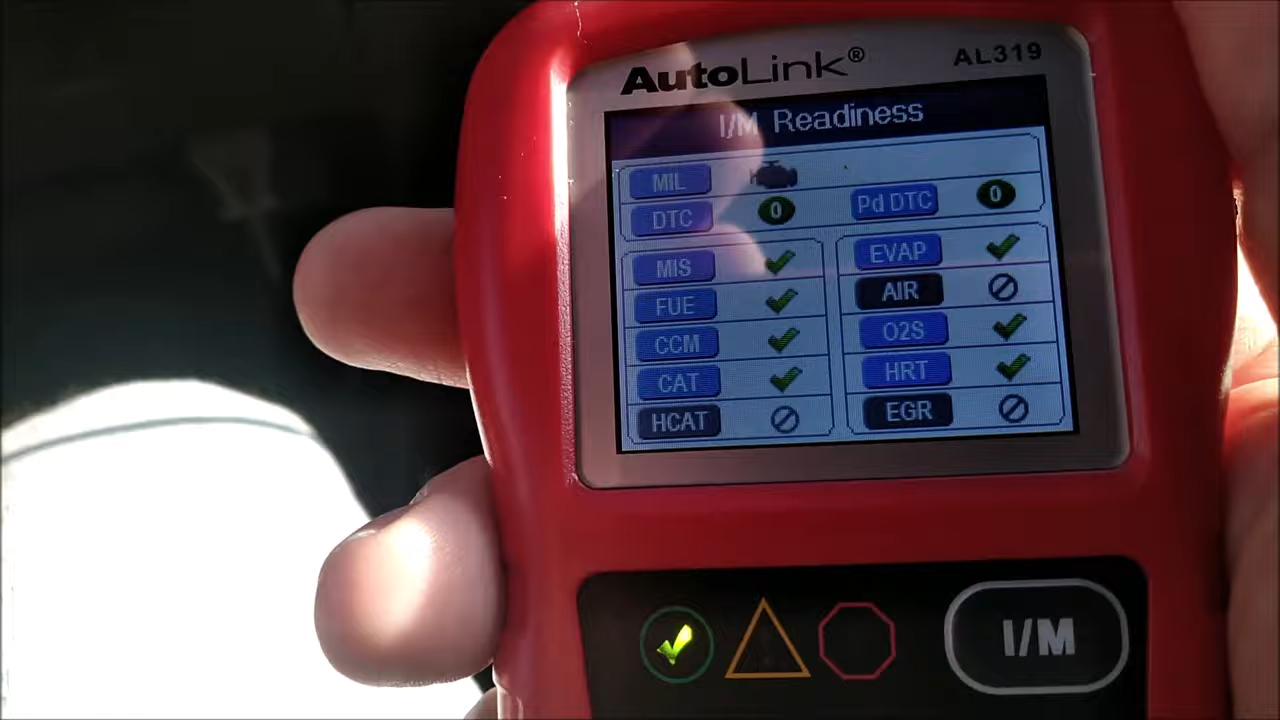 AutoLink® AL319
I/M Readiness
MIL
DTC 0 Pd DTC 0
MIS EVAP
FUE AIR
CCM O2S
CAT HRT
HCAT EGR
I/M